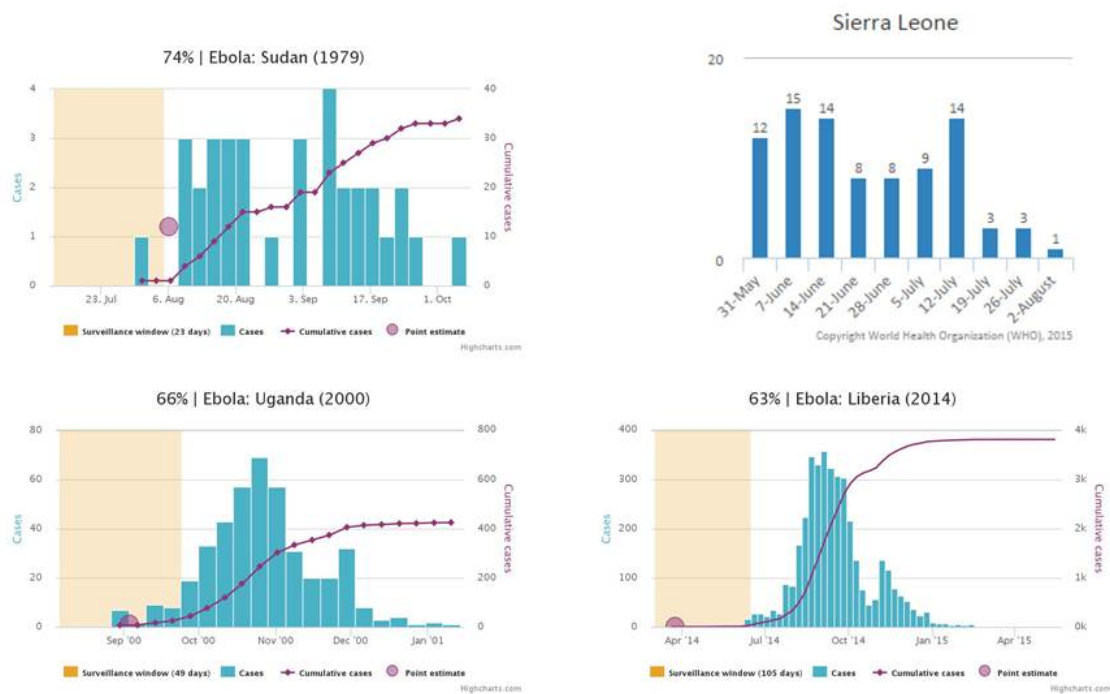 74% | Ebola: Sudan (1979)
4
3
2
1
0
Cases
40
30
20
10
0
Cumulative cases
23. Jul 6. Aug 20. Aug 3. Sep 17. Sep 1. Oct
Surveillance window (23 days) Cases Cumulative cases Point estimate
Highcharts.com
Sierra Leone
20
0
12 15 14 8 8 9 14 3 3 1
31-May 7-June 14-June 21-June 28-June 5-July 12-July 19-July 26-July 2-August
Copyright World Health Organization (WHO), 2015
66% | Ebola: Uganda (2000)
80
60
40
20
0
Cases
800
600
400
200
0
Cumulative cases
Sep '00 Oct '00 Nov '00 Dec '00 Jan '01
Surveillance window (49 days) Cases Cumulative cases Point estimate
Highcharts.com
63% | Ebola: Liberia (2014)
400
300
200
100
0
Cases
4k
3k
2k
1k
0k
Cumulative cases
Apr '14 Jul '14 Oct '14 Jan '15 Apr '15
Surveillance window (105 days) Cases Cumulative cases Point estimate
Highcharts.com